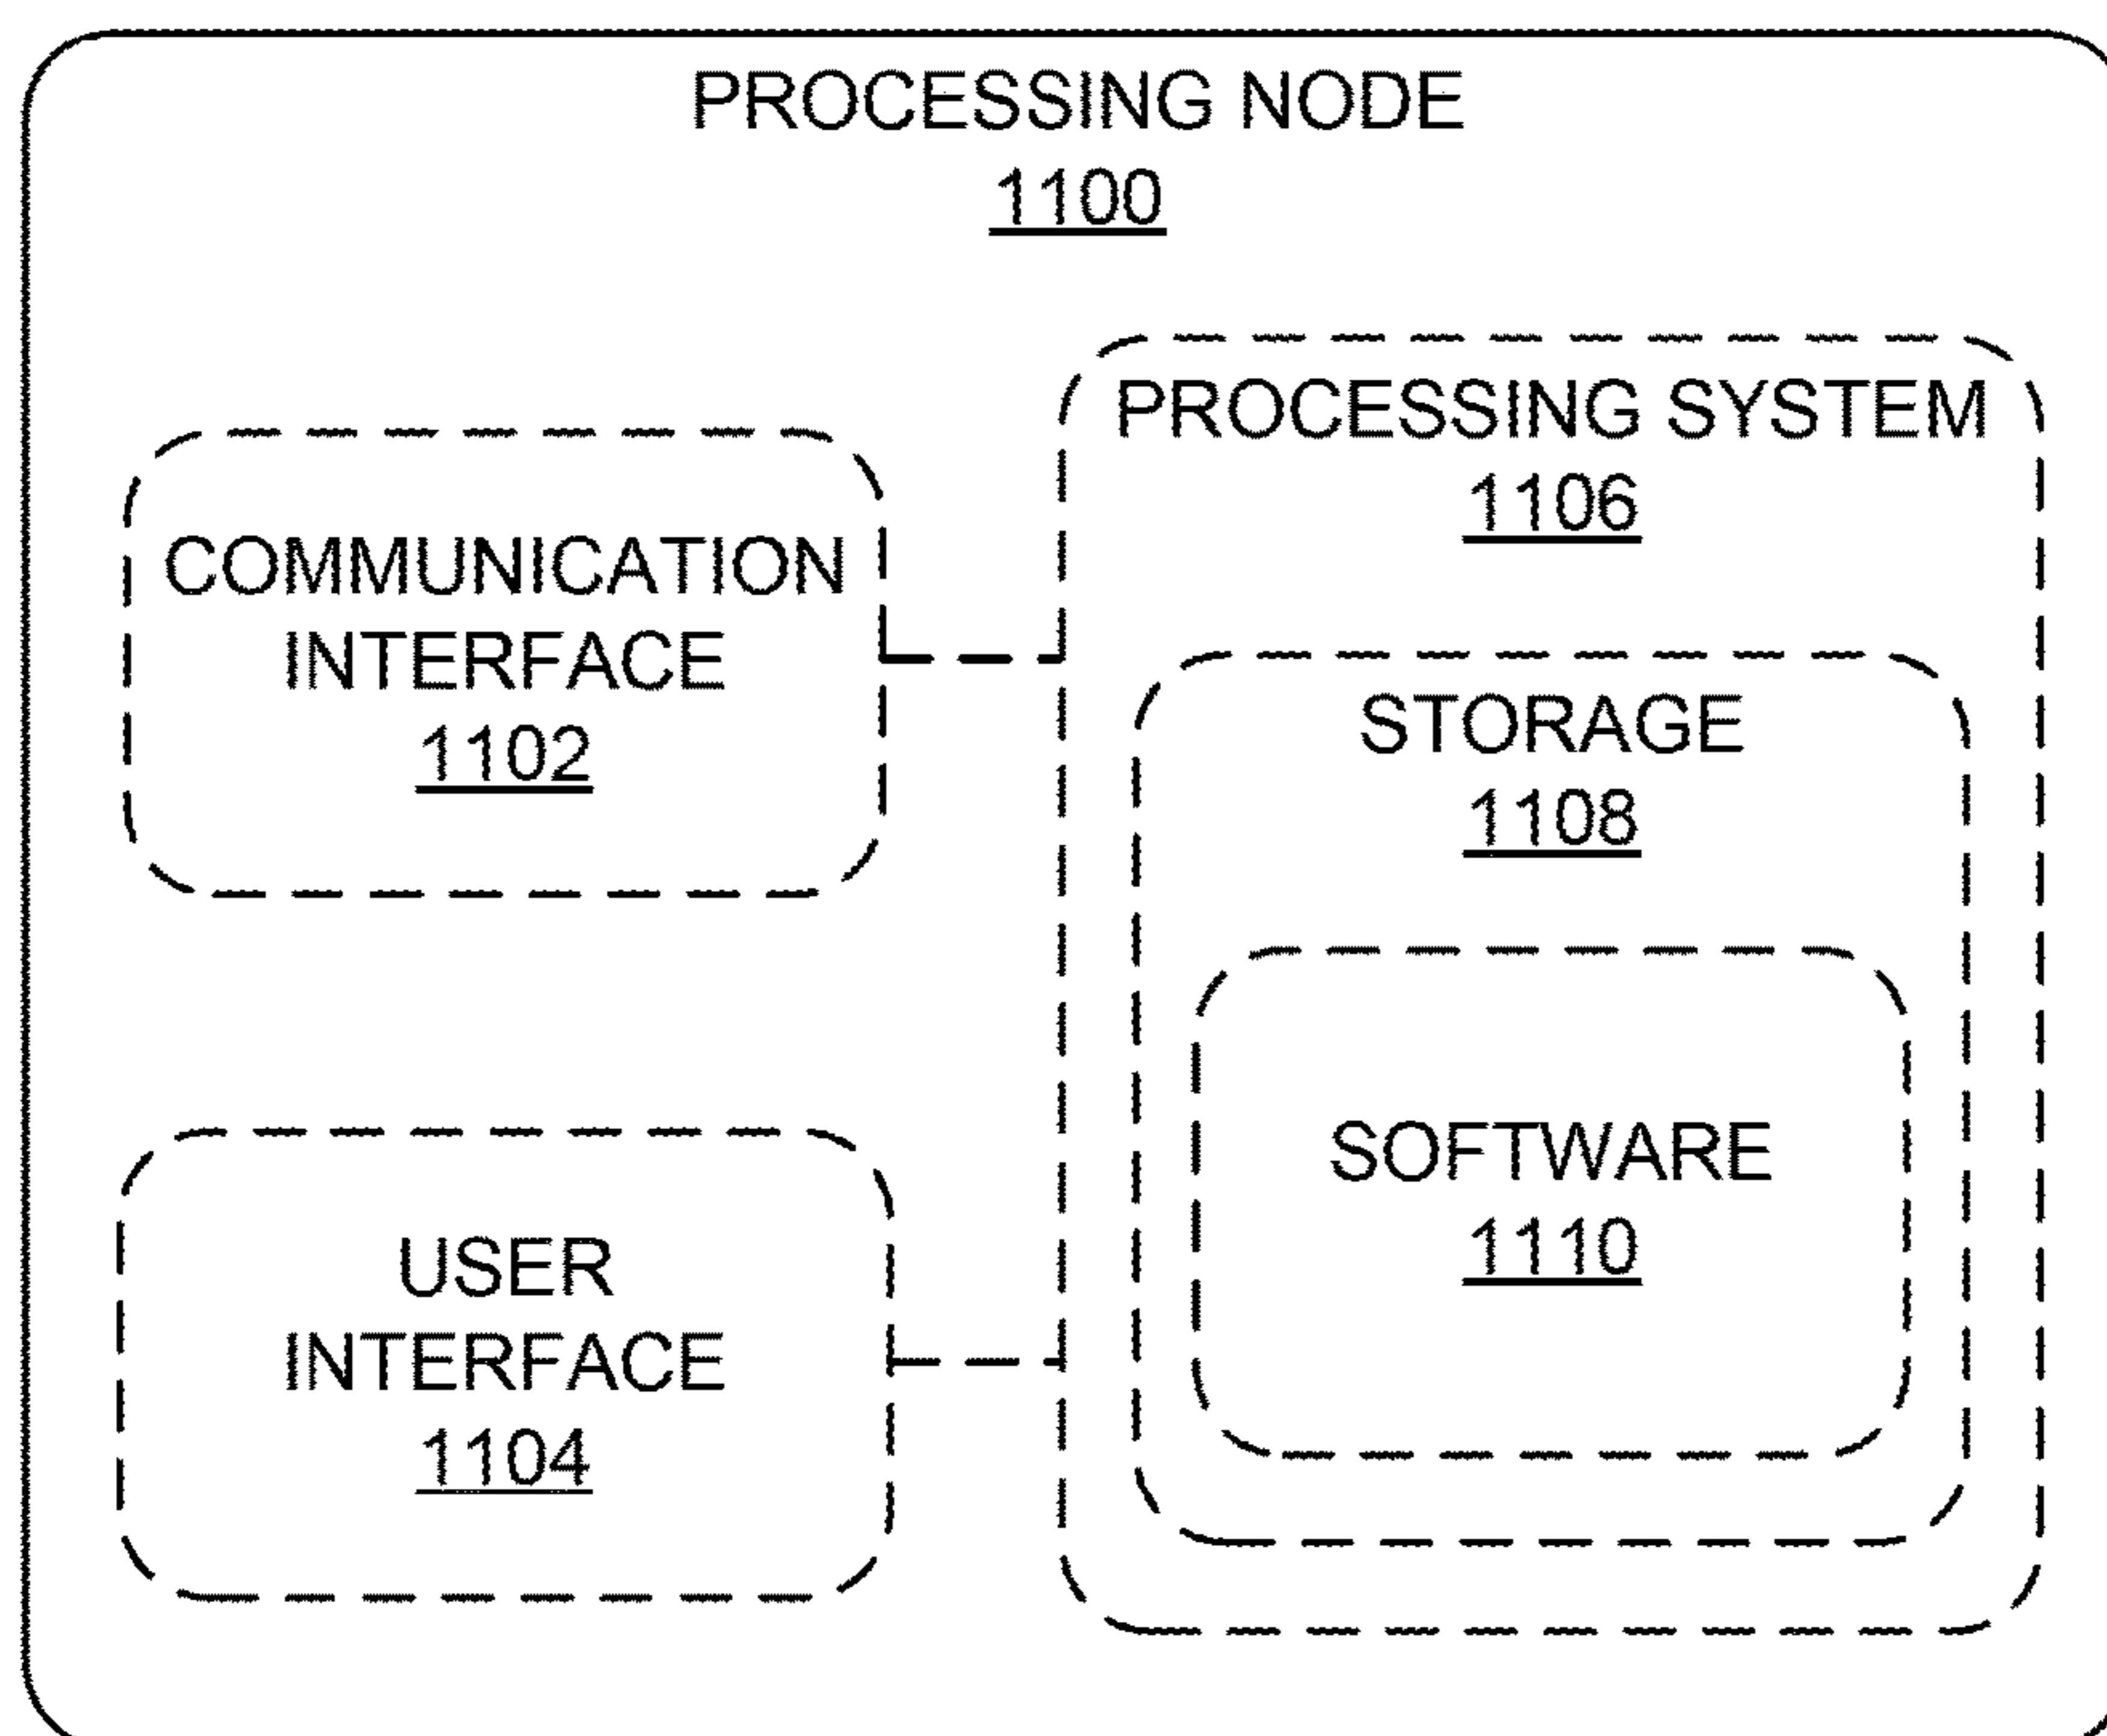 PROCESSING NODE
1100
COMMUNICATION
INTERFACE
1102
USER
INTERFACE
1104
PROCESSING SYSTEM
1106
STORAGE
1108
SOFTWARE
1110